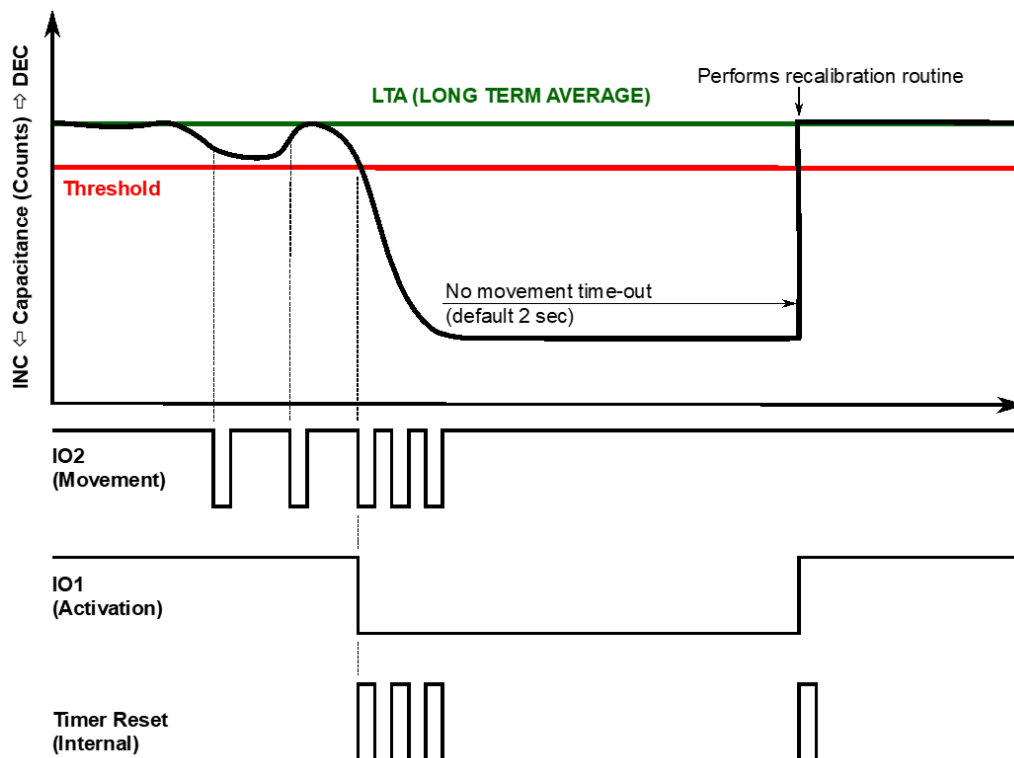 INC ⇦ Capacitance (Counts) ⇨ DEC
Performs recalibration routine
LTA (LONG TERM AVERAGE)
Threshold
No movement time-out
(default 2 sec)
IO2
(Movement)
IO1
(Activation)
Timer Reset
(Internal)